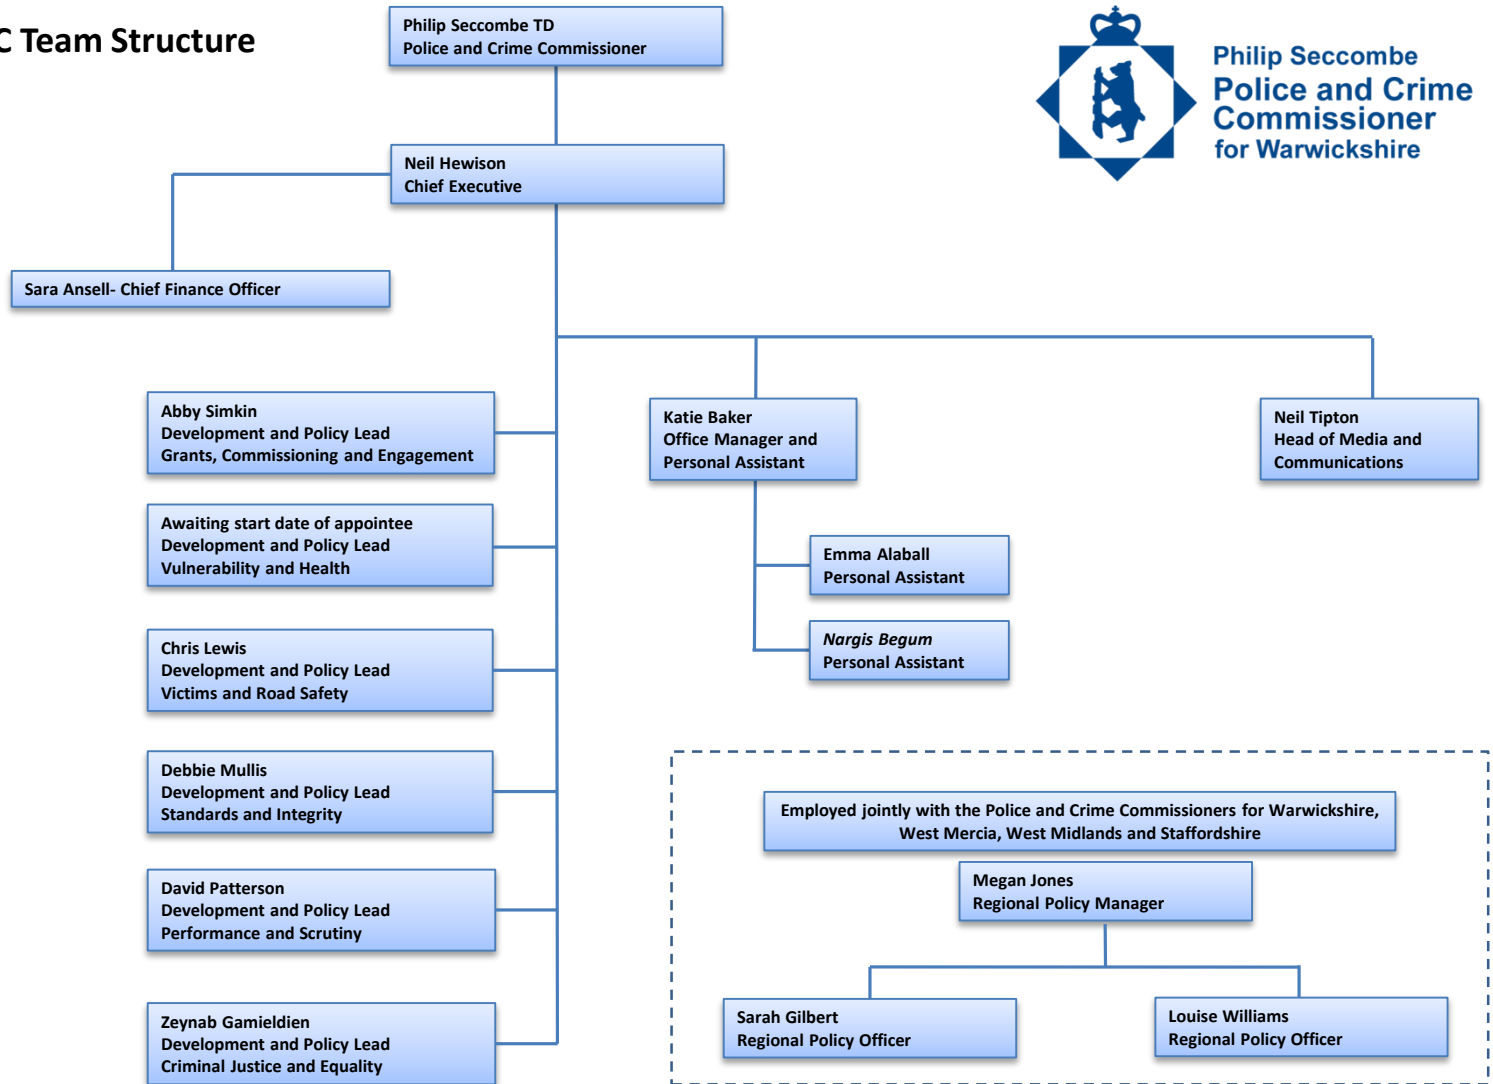 C Team Structure
Philip Seccombe TD
Police and Crime Commissioner
Philip Seccombe
Police and Crime
Commissioner
for Warwickshire
Neil Hewison
Chief Executive
Sara Ansell- Chief Finance Officer
Abby Simkin
Development and Policy Lead
Grants, Commissioning and Engagement
Katie Baker
Office Manager and
Personal Assistant
Neil Tipton
Head of Media and
Communications
Awaiting start date of appointee
Development and Policy Lead
Vulnerability and Health
Emma Alaball
Personal Assistant
Nargis Begum
Personal Assistant
Chris Lewis
Development and Policy Lead
Victims and Road Safety
Debbie Mullis
Development and Policy Lead
Standards and Integrity
David Patterson
Development and Policy Lead
Performance and Scrutiny
Zeynab Gamieldien
Development and Policy Lead
Criminal Justice and Equality
Employed jointly with the Police and Crime Commissioners for Warwickshire,
West Mercia, West Midlands and Staffordshire
Megan Jones
Regional Policy Manager
Sarah Gilbert
Regional Policy Officer
Louise Williams
Regional Policy Officer